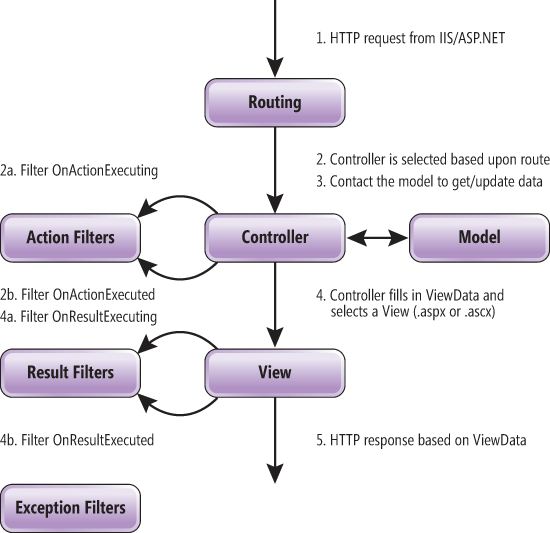 1. HTTP request from IIS/ASP.NET
Routing
2a. Filter OnActionExecuting
2. Controller is selected based upon route
3. Contact the model to get/update data
Action Filters
Controller
Model
2b. Filter OnActionExecuted
4a. Filter OnResultExecuting
4. Controller fills in ViewData and
selects a View (.aspx or .ascx)
Result Filters
View
4b. Filter OnResultExecuted
5. HTTP response based on ViewData
Exception Filters